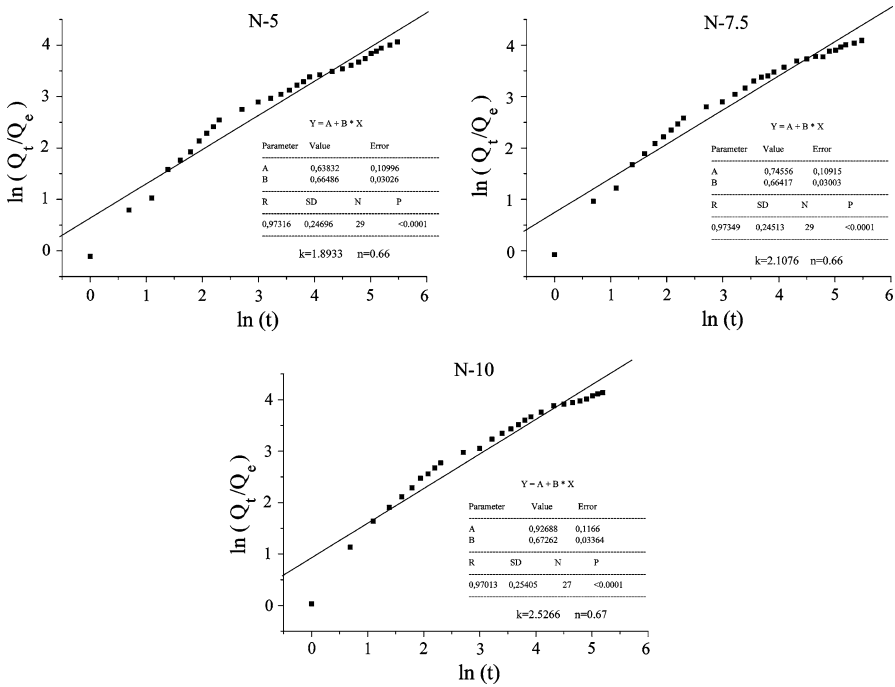 N-5
4
3
2
1
0
ln ( Q_t/Q_e )
Y = A + B * X
Parameter Value Error
A 0,63832 0,10996
B 0,66486 0,03026
R SD N P
0,97316 0,24696 29 <0.0001
k=1.8933 n=0.66
0 1 2 3 4 5 6
ln (t)
N-7.5
4
3
2
1
0
ln ( Q_t/Q_e )
Y = A + B * X
Parameter Value Error
A 0,74556 0,10915
B 0,66417 0,03003
R SD N P
0,97349 0,24513 29 <0.0001
k=2.1076 n=0.66
0 1 2 3 4 5 6
ln (t)
N-10
4
3
2
1
0
ln ( Q_t/Q_e )
Y = A + B * X
Parameter Value Error
A 0,92688 0,1166
B 0,67262 0,03364
R SD N P
0,97013 0,25405 27 <0.0001
k=2.5266 n=0.67
0 1 2 3 4 5 6
ln (t)